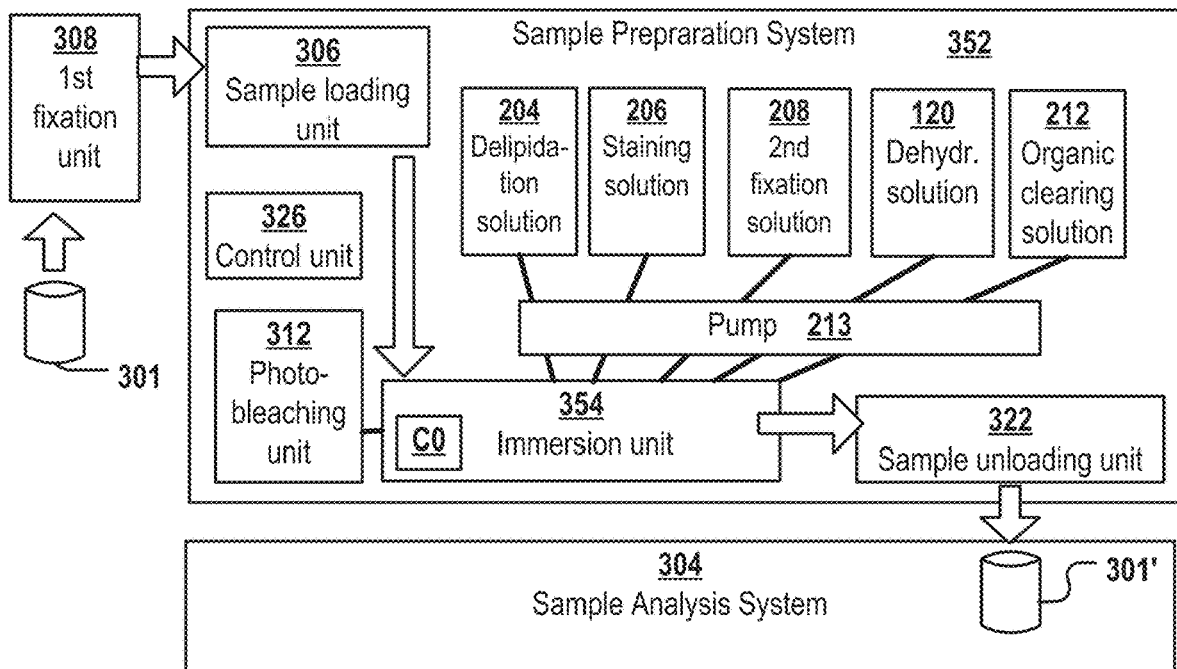 308
1st
fixation
unit
306
Sample loading
unit
Sample Prepraration System 352
204
Delipida-
tion
solution
206
Staining
solution
208
2nd
fixation
solution
120
Dehydr.
solution
212
Organic
clearing
solution
326
Control unit
301
Pump 213
312
Photo-
bleaching
unit
354
C0
Immersion unit
322
Sample unloading unit
304
Sample Analysis System
301'